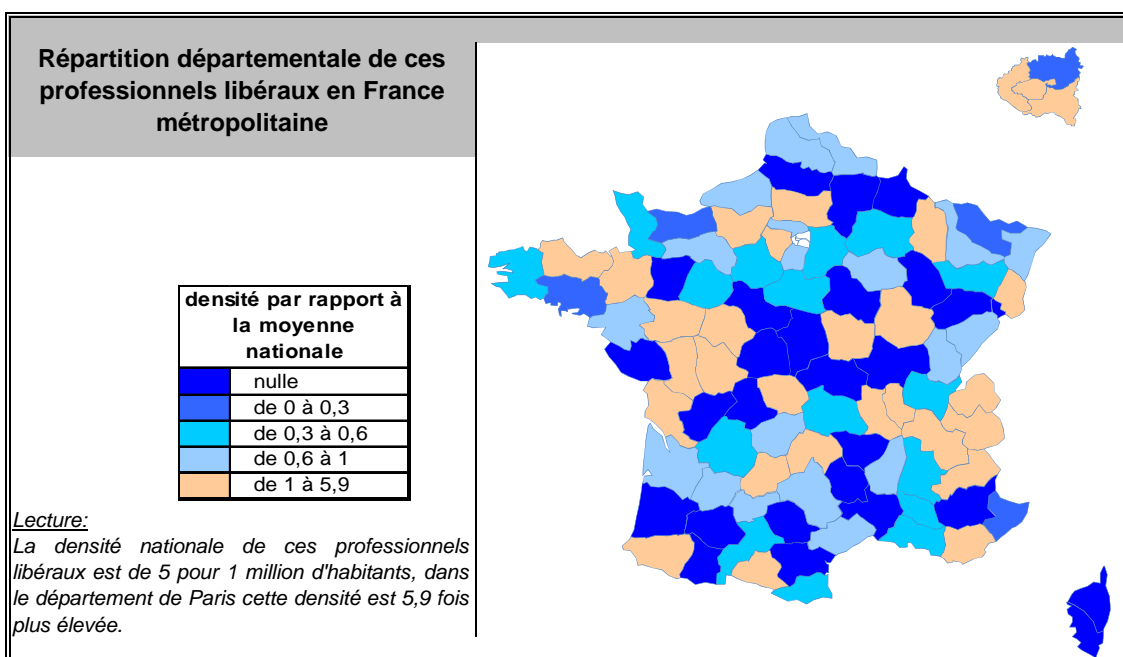 Répartition départementale de ces
professionnels libéraux en France
métropolitaine
densité par rapport à
la moyenne
nationale
nulle
de 0 à 0,3
de 0,3 à 0,6
de 0,6 à 1
de 1 à 5,9
Lecture:
La densité nationale de ces professionnels
libéraux est de 5 pour 1 million d'habitants, dans
le département de Paris cette densité est 5,9 fois
plus élevée.